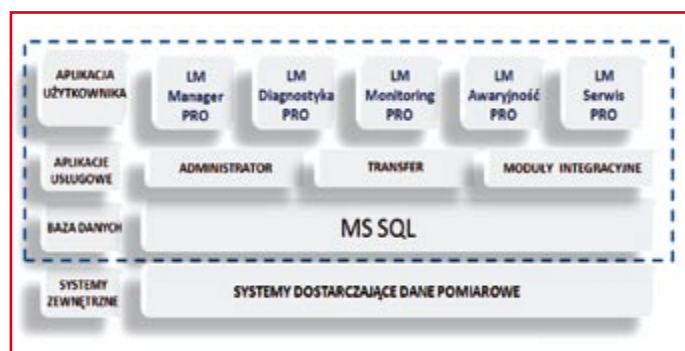 APLIKACJA
UŻYTKOWNIKA
LM
Manager
PRO
LM
Diagnostyka
PRO
LM
Monitoring
PRO
LM
Awaryjność
PRO
LM
Serwis
PRO
APLIKACJE
USŁUGOWE
ADMINISTRATOR
TRANSFER
MODUŁY INTEGRACYJNE
BAZA DANYCH
MS SQL
SYSTEMY
ZEWNĘTRZNE
SYSTEMY DOSTARCZAJĄCE DANE POMIAROWE